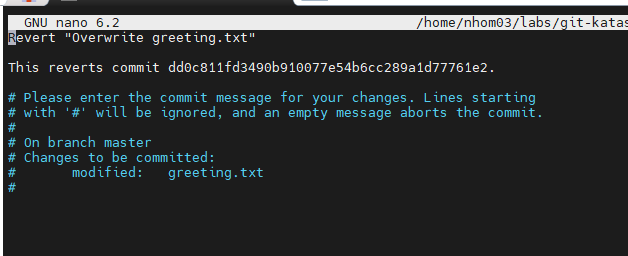 GNU nano 6.2 /home/nhom03/labs/git-katas
Revert "Overwrite greeting.txt"
This reverts commit dd0c811fd3490b910077e54b6cc289a1d77761e2.
# Please enter the commit message for your changes. Lines starting
# with '#' will be ignored, and an empty message aborts the commit.
#
# On branch master
# Changes to be committed:
#       modified:   greeting.txt
#